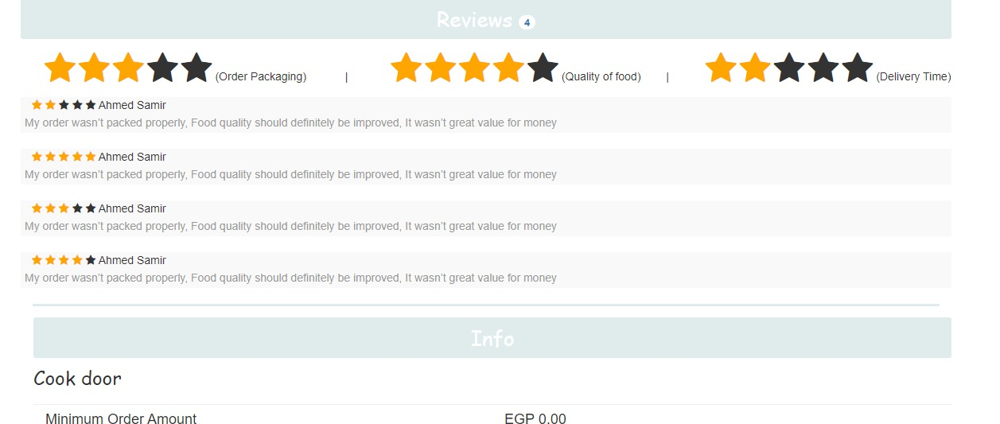 Reviews 4
(Order Packaging) | (Quality of food) | (Delivery Time)
Ahmed Samir
My order wasn't packed properly, Food quality should definitely be improved, It wasn't great value for money
Ahmed Samir
My order wasn't packed properly, Food quality should definitely be improved, It wasn't great value for money
Ahmed Samir
My order wasn't packed properly, Food quality should definitely be improved, It wasn't great value for money
Ahmed Samir
My order wasn't packed properly, Food quality should definitely be improved, It wasn't great value for money
Info
Cook door
Minimum Order Amount EGP 0.00